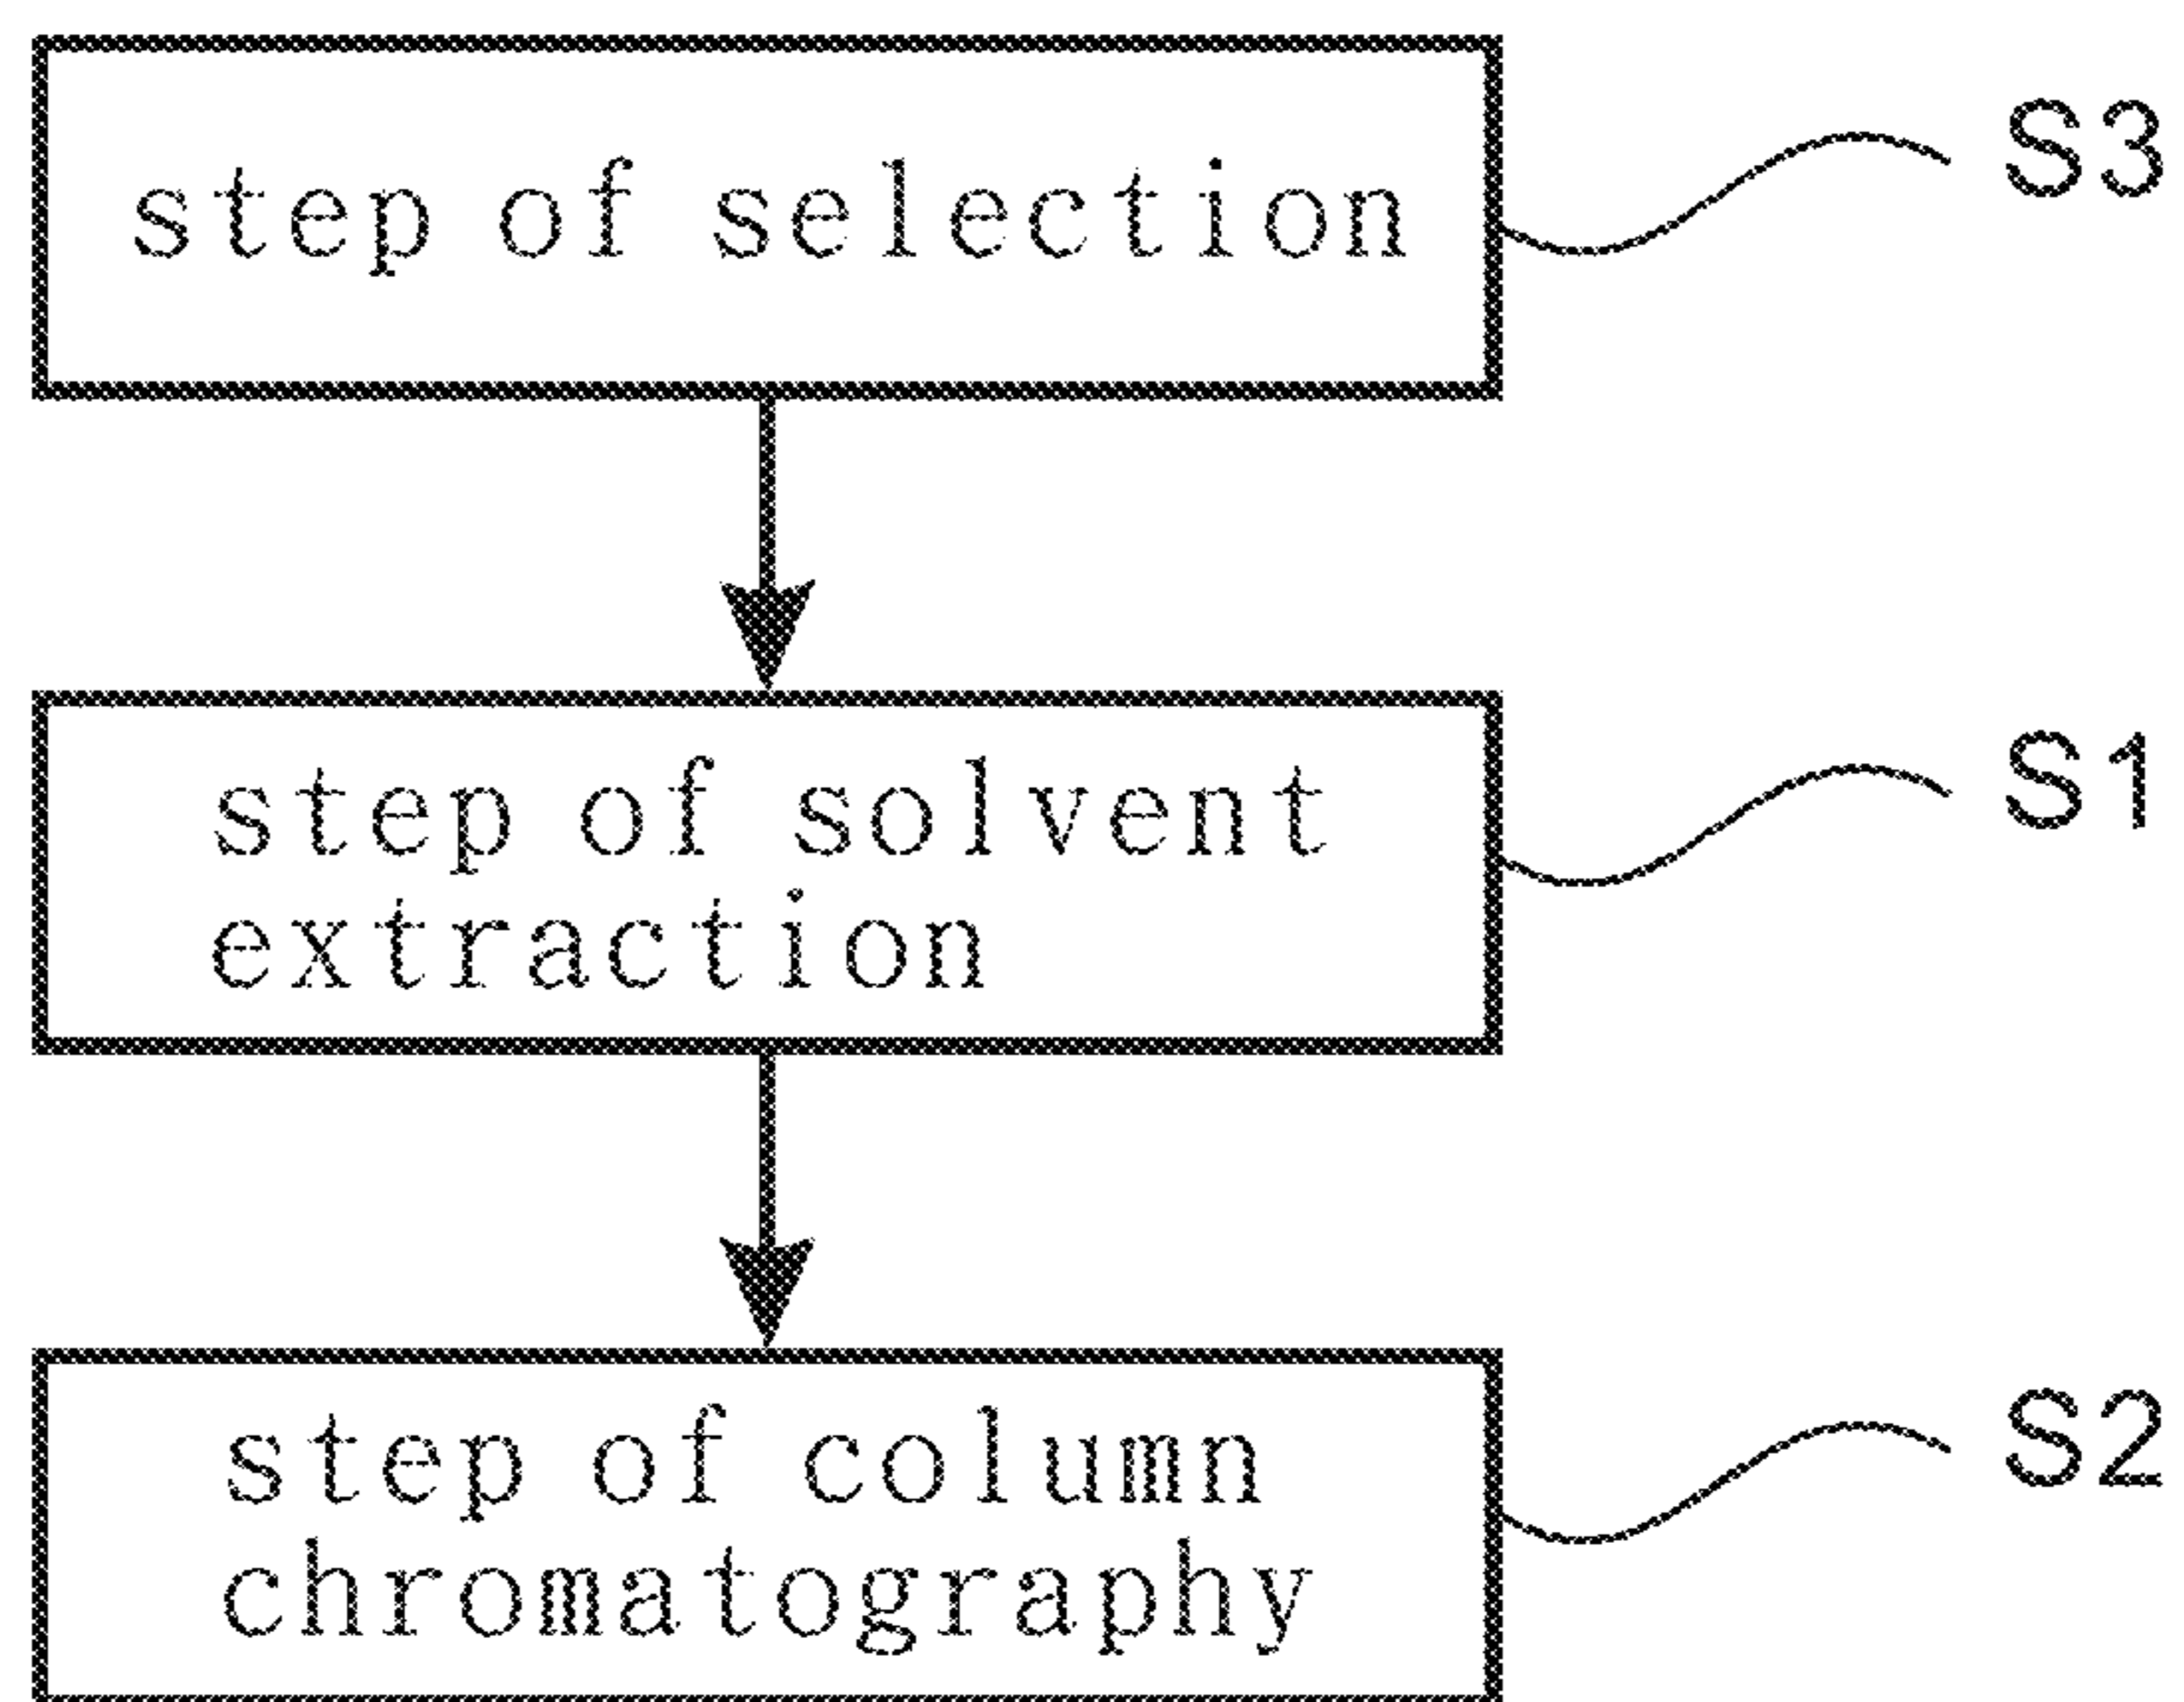 step of selection
S3
step of solvent
extraction
S1
step of column
chromatography
S2